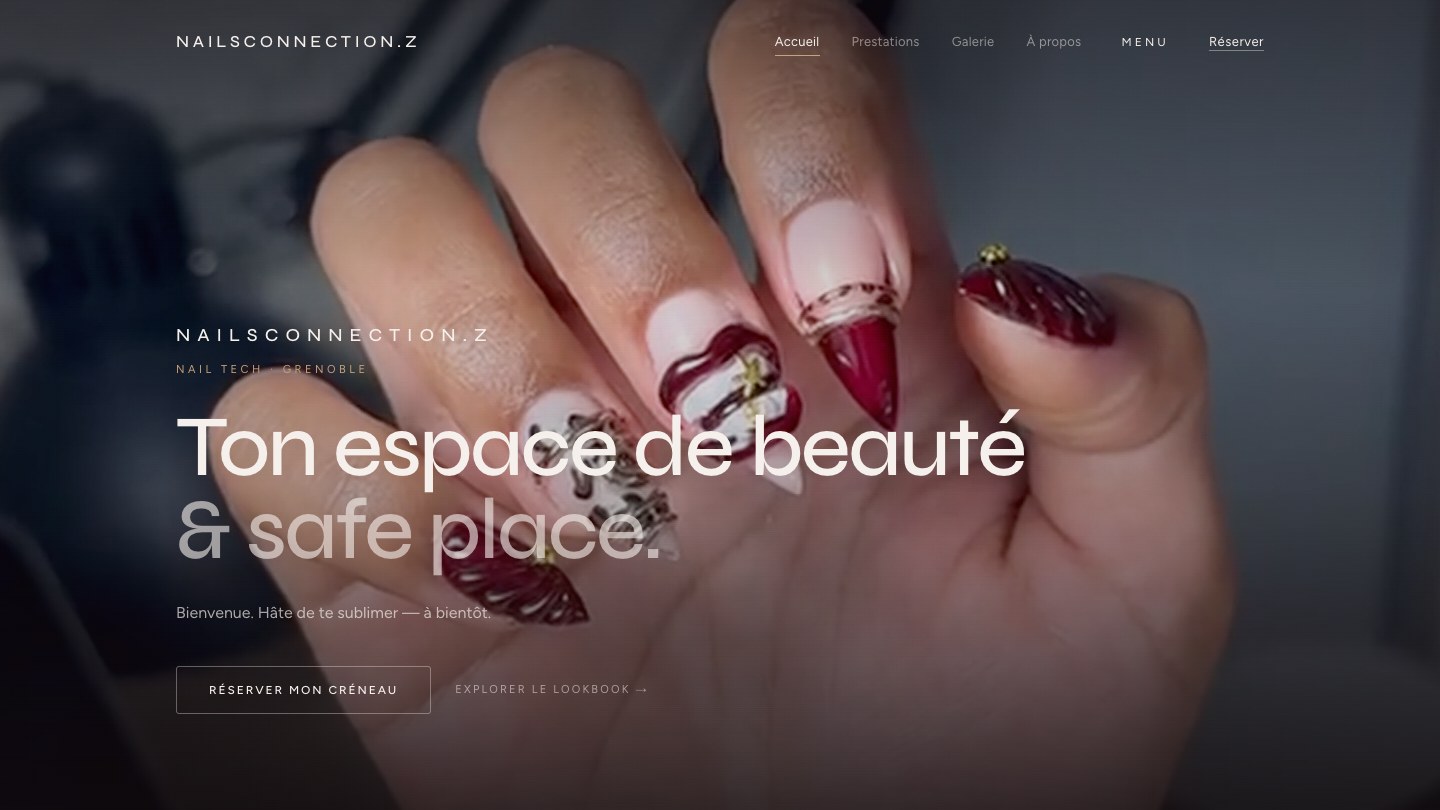 NAILSCONNECTION.Z
Accueil Prestations Galerie À propos MENU Réserver
NAILSCONNECTION.Z
NAIL TECH · GRENOBLE
Ton espace de beauté
& safe place.
Bienvenue. Hâte de te sublimer — à bientôt.
RÉSERVER MON CRÉNEAU EXPLORER LE LOOKBOOK →